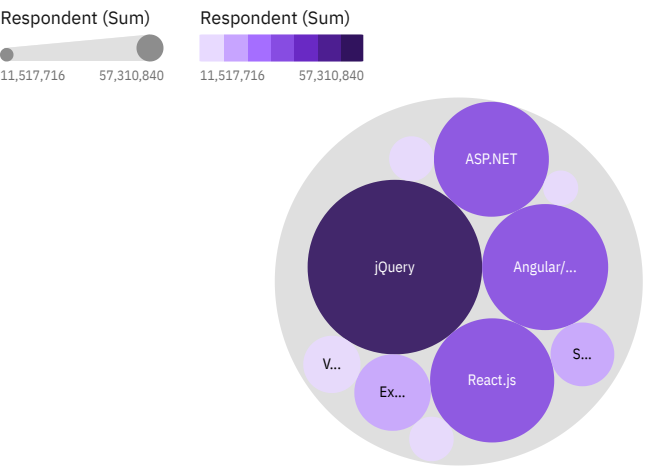 Respondent (Sum)
11,517,716 57,310,840
Respondent (Sum)
11,517,716 57,310,840
ASP.NET
jQuery
Angular/...
V...
Ex...
React.js
S...